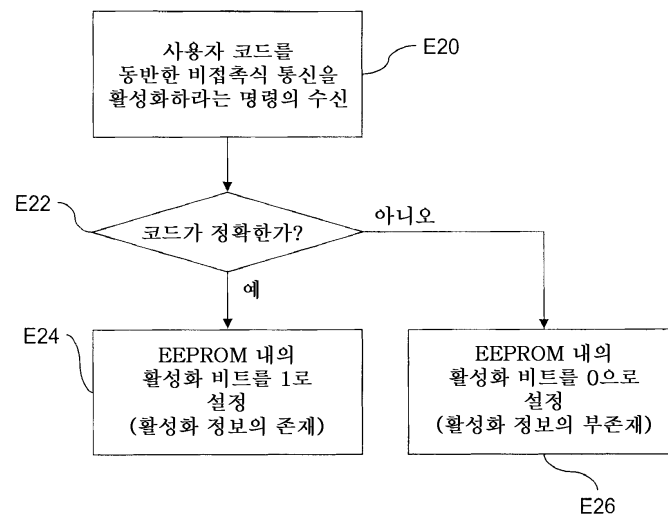 사용자 코드를
동반한 비접촉식 통신을
활성화하라는 명령의 수신
E20
E22
코드가 정확한가?
아니오
예
E24
EEPROM 내의
활성화 비트를 1로
설정
(활성화 정보의 존재)
EEPROM 내의
활성화 비트를 0으로
설정
(활성화 정보의 부존재)
E26